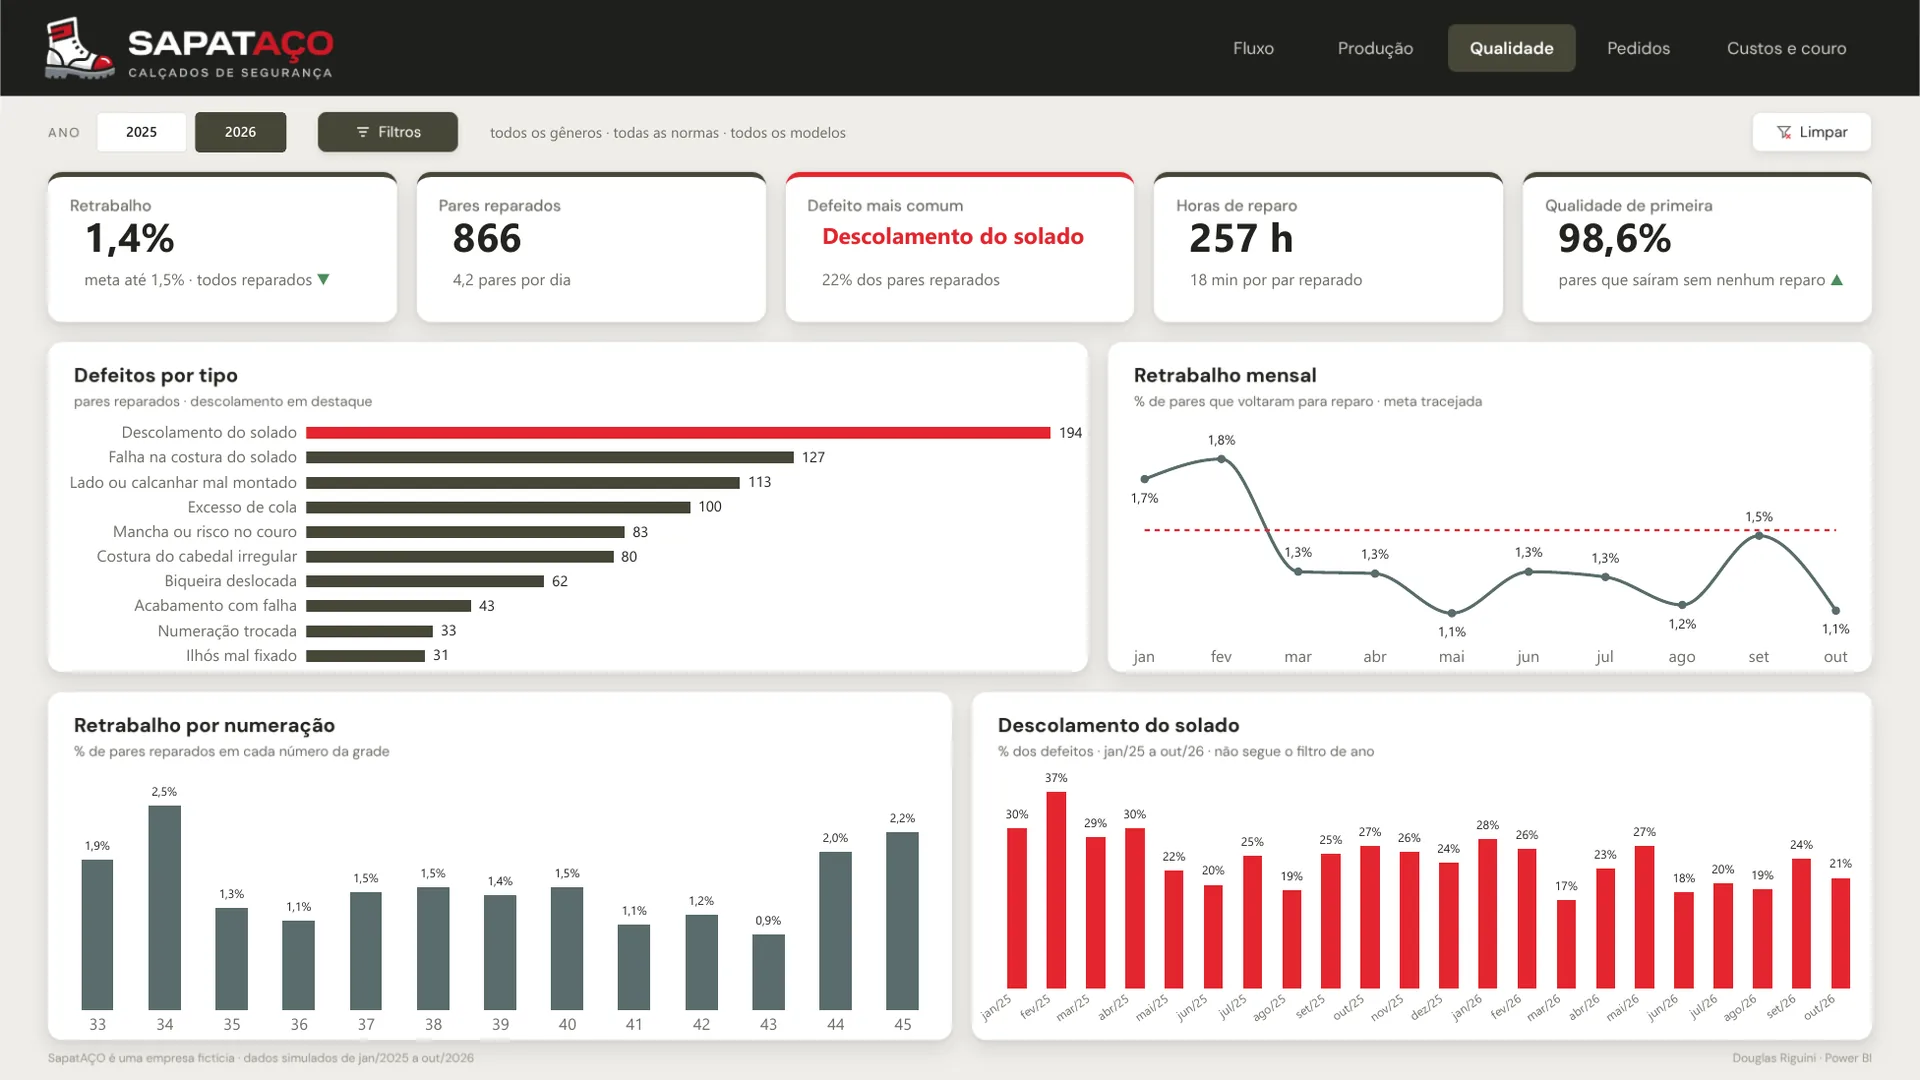 SAPATAÇO
CALÇADOS DE SEGURANÇA
Fluxo
Produção
Qualidade
Pedidos
Custos e couro
ANO
2025
2026
Filtros
todos os gêneros · todas as normas · todos os modelos
Limpar
Retrabalho
1,4%
meta até 1,5% · todos reparados ▼
Pares reparados
866
4,2 pares por dia
Defeito mais comum
Descolamento do solado
22% dos pares reparados
Horas de reparo
257 h
18 min por par reparado
Qualidade de primeira
98,6%
pares que saíram sem nenhum reparo ▲
Defeitos por tipo
pares reparados · descolamento em destaque
Descolamento do solado 194
Falha na costura do solado 127
Lado ou calcanhar mal montado 113
Excesso de cola 100
Mancha ou risco no couro 83
Costura do cabedal irregular 80
Biqueira deslocada 62
Acabamento com falha 43
Numeração trocada 33
Ilhós mal fixado 31
Retrabalho mensal
% de pares que voltaram para reparo · meta tracejada
1,7% 1,8% 1,3% 1,3% 1,1% 1,3% 1,3% 1,2% 1,5% 1,1%
jan fev mar abr mai jun jul ago set out
Retrabalho por numeração
% de pares reparados em cada número da grade
1,9% 2,5% 1,3% 1,1% 1,5% 1,5% 1,4% 1,5% 1,1% 1,2% 0,9% 2,0% 2,2%
33 34 35 36 37 38 39 40 41 42 43 44 45
Descolamento do solado
% dos defeitos · jan/25 a out/26 · não segue o filtro de ano
30% 37% 29% 30% 22% 20% 25% 19% 25% 27% 26% 24% 28% 26% 17% 23% 27% 18% 20% 19% 24% 21%
jan/25 fev/25 mar/25 abr/25 mai/25 jun/25 jul/25 ago/25 set/25 out/25 nov/25 dez/25 jan/26 fev/26 mar/26 abr/26 mai/26 jun/26 jul/26 ago/26 set/26 out/26
SapatAÇO é uma empresa fictícia · dados simulados de jan/2025 a out/2026
Douglas Riguini · Power BI